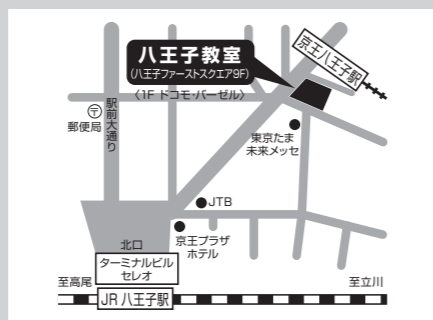 八王子教室
(八王子ファーストスクエア9F)
〈1F ドコモ・バーゼル〉
京王八王子駅
駅前大通り
〒
郵便局
東京たま
未来メッセ
JTB
京王プラザ
ホテル
北口
ターミナルビル
セレオ
至高尾
至立川
JR 八王子駅